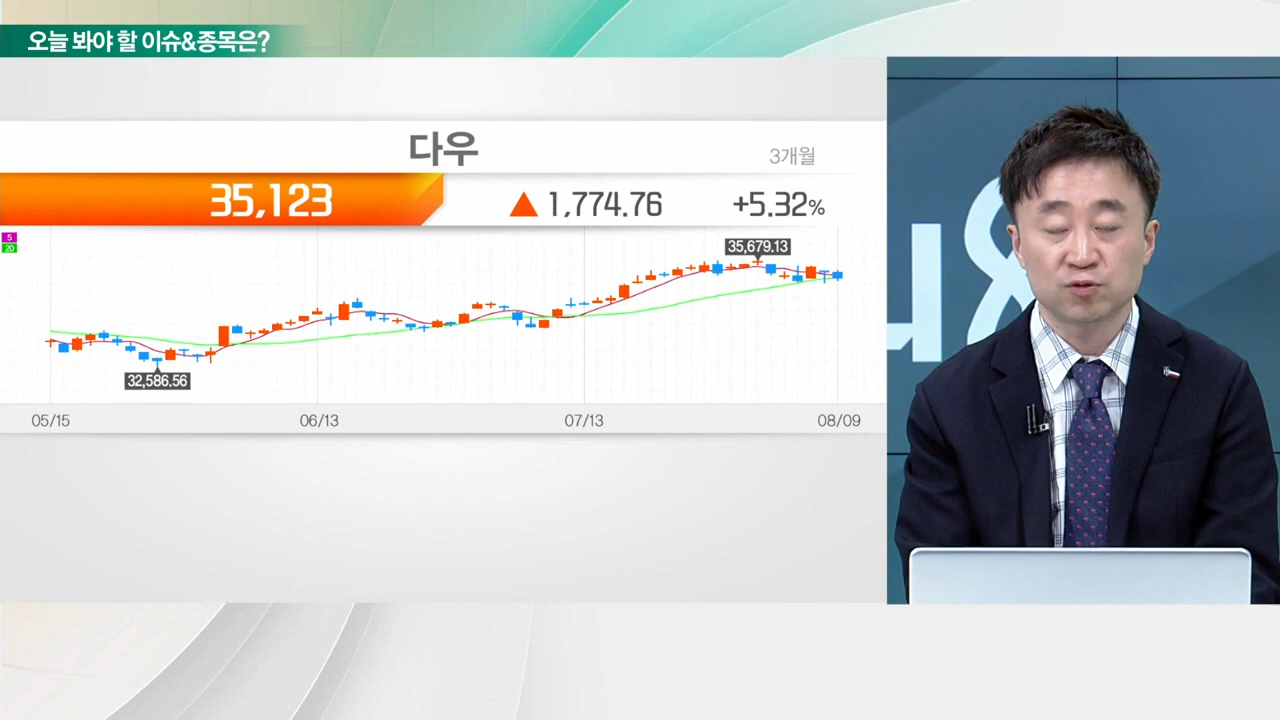 오늘 봐야 할 이슈&종목은?
다우
3개월
35,123 ▲ 1,774.76 +5.32%
5
20
35,679.13
32,586.56
05/15 06/13 07/13 08/09